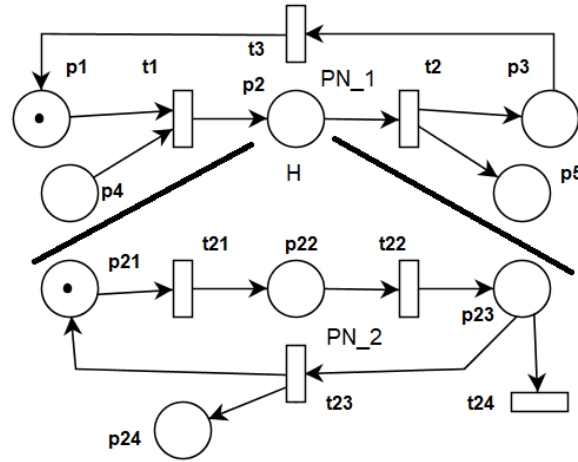 t3
p1 t1 p2 PN_1 t2 p3
p4 H p5
p21 t21 p22 t22
p23
PN_2
t23 t24
p24